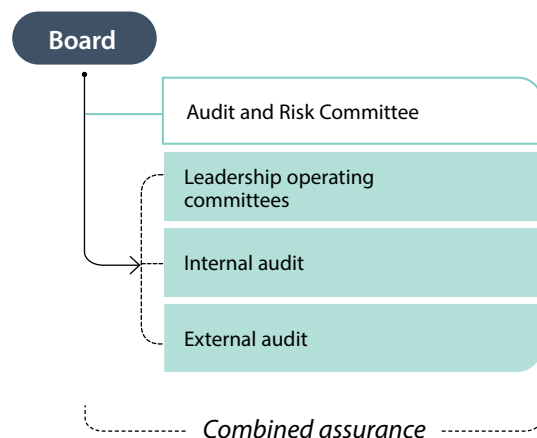 Board
Audit and Risk Committee
Leadership operating
committees
Internal audit
External audit
Combined assurance